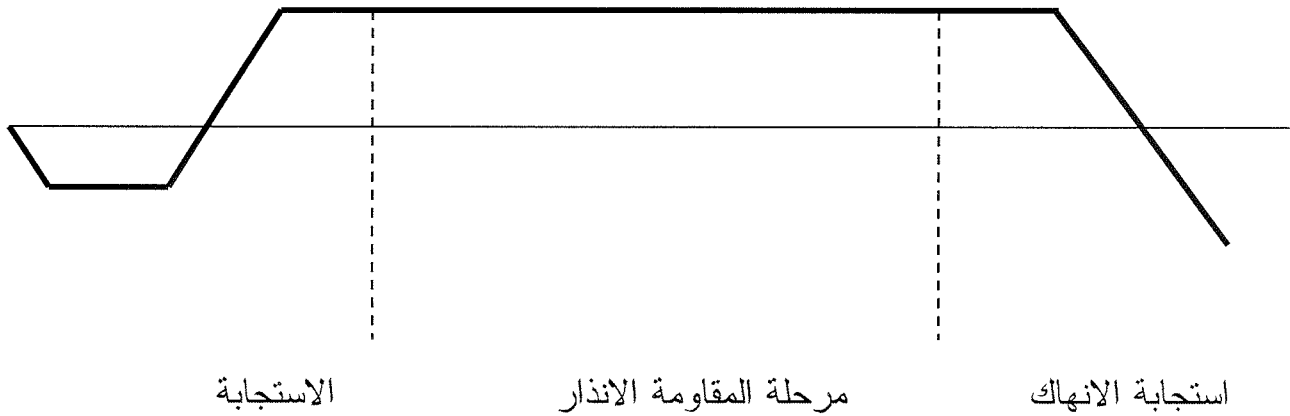 استجابة الانهاك
مرحلة المقاومة الانذار
الاستجابة